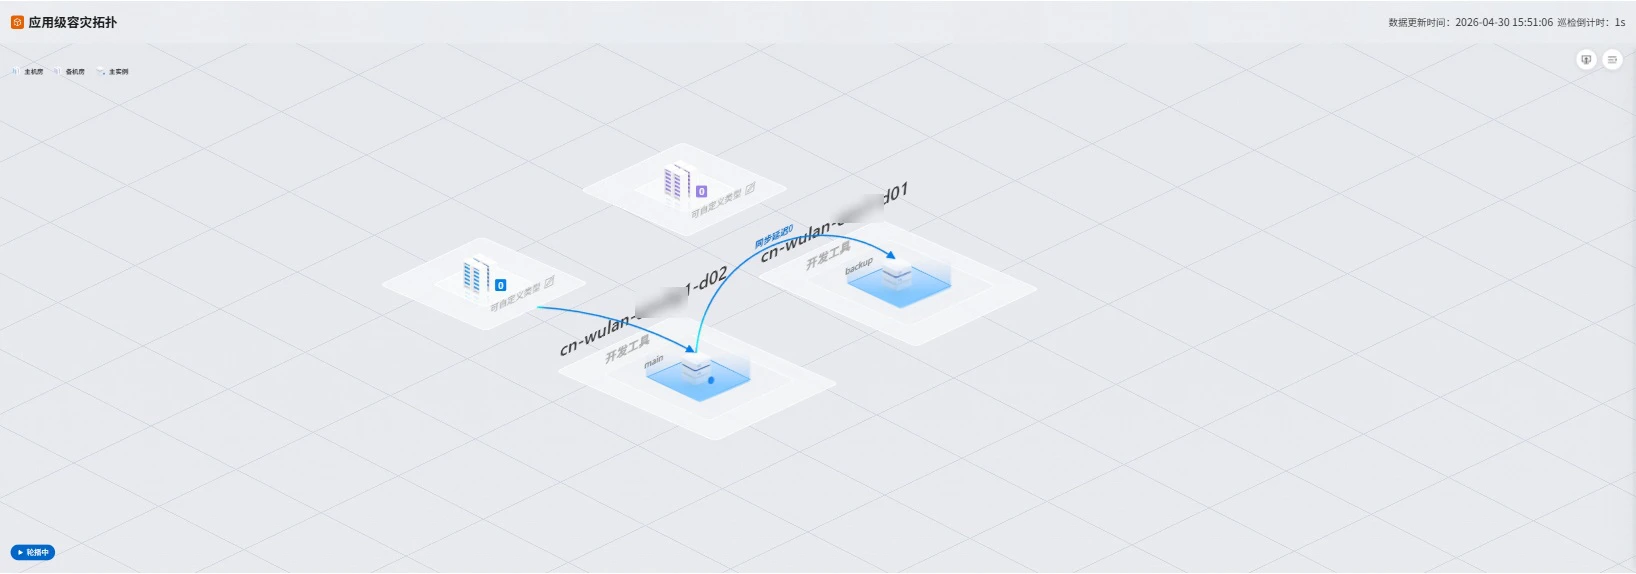 应用级容灾拓扑
数据更新时间：2026-04-30 15:51:06 巡检倒计时：1s
主机房 备机房 主实例
0
可自定义类型
d01
cn-wulan-
同步延迟0
开发工具
backup
0
可自定义类型
1-d02
cn-wulan-
开发工具
main
轮播中